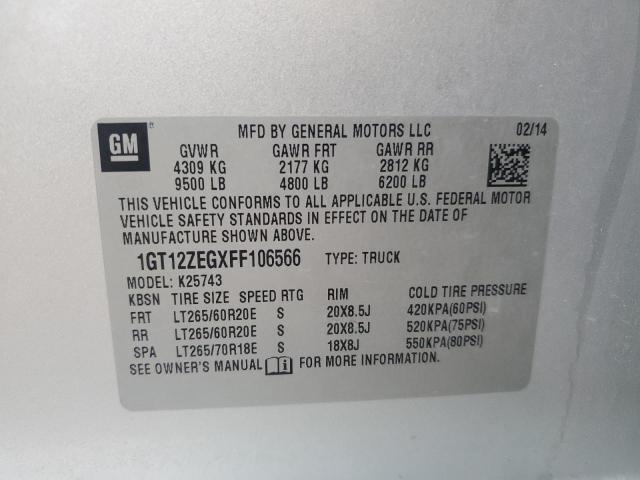 GM MFD BY GENERAL MOTORS LLC 02/14
GVWR GAWR FRT GAWR RR
4309 KG 2177 KG 2812 KG
9500 LB 4800 LB 6200 LB
THIS VEHICLE CONFORMS TO ALL APPLICABLE U.S. FEDERAL MOTOR
VEHICLE SAFETY STANDARDS IN EFFECT ON THE DATE OF
MANUFACTURE SHOWN ABOVE.
1GT12ZEGXFF106566 TYPE: TRUCK
MODEL: K25743
KBSN TIRE SIZE SPEED RTG RIM COLD TIRE PRESSURE
FRT LT265/60R20E S 20X8.5J 420KPA(60PSI)
RR LT265/60R20E S 20X8.5J 520KPA(75PSI)
SPA LT265/70R18E S 18X8J 550KPA(80PSI)
SEE OWNER'S MANUAL i FOR MORE INFORMATION.